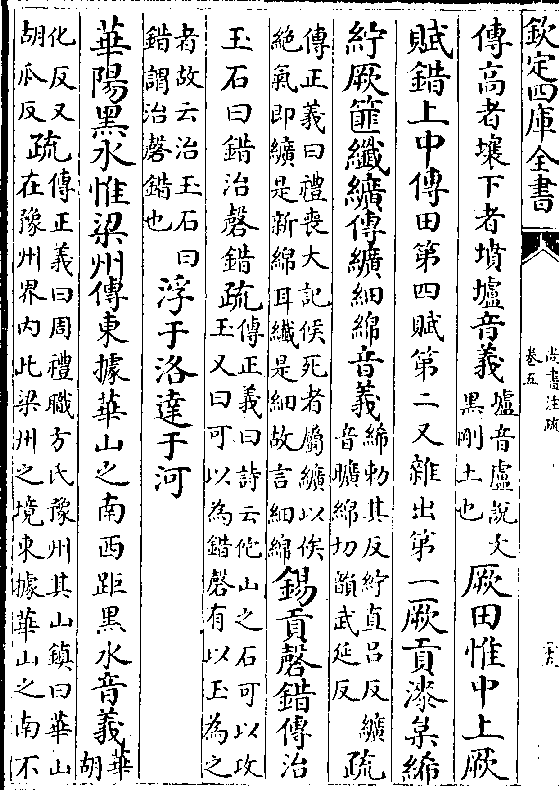 欽定四庫全書
尚書注疏
卷五
傳高者壤下者墳壚音義壚音盧說文
黑剛土也厥田惟中上厥
賦錯上中傳田第四賦第二又雜出第一厥貢漆枲絺
紵厥篚纖纊傳纊細綿音義絺勅其反紵直吕反纊
音曠綿切韻武延反疏
傳正義曰禮喪大記候死者屬纊以俟
絶氣即纊是新綿耳纖是細故言細綿錫貢磬錯傳治
玉石曰錯治磬錯疏傳正義曰詩云他山之石可以攻
玉又曰可以為錯磬有以玉為之
者故云治玉石曰
錯謂治磬錯也浮于洛達于河
華陽黑水惟梁州傳東據華山之南西距黑水音義華
胡
化反又
胡瓜反疏傳正義曰周禮職方氏豫州其山鎮曰華山
在豫州界内此梁州之境東據華山之南不